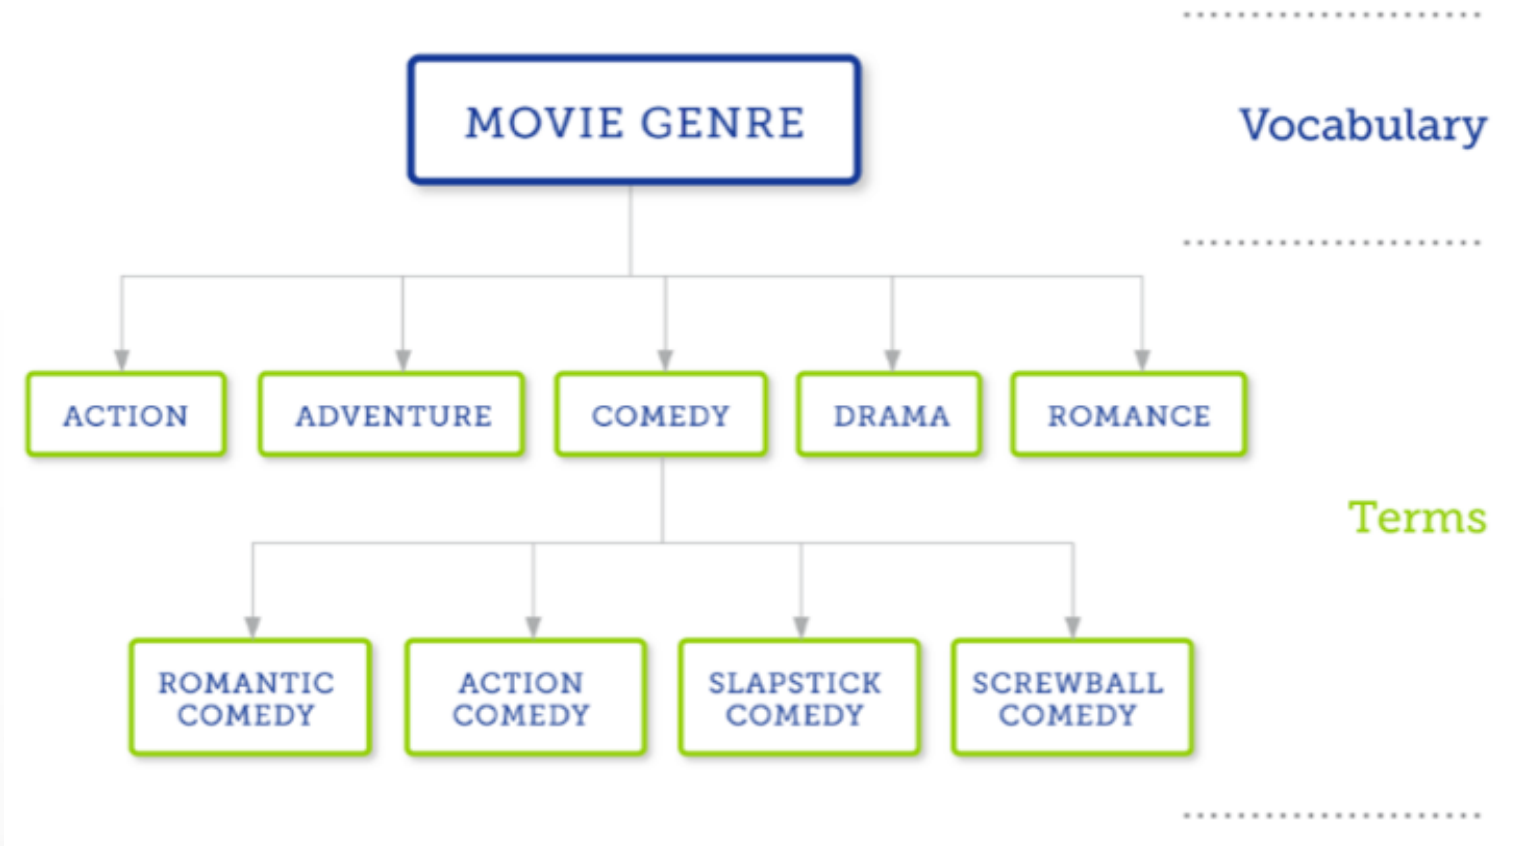 MOVIE GENRE
Vocabulary
ACTION
ADVENTURE
COMEDY
DRAMA
ROMANCE
Terms
ROMANTIC
COMEDY
ACTION
COMEDY
SLAPSTICK
COMEDY
SCREWBALL
COMEDY